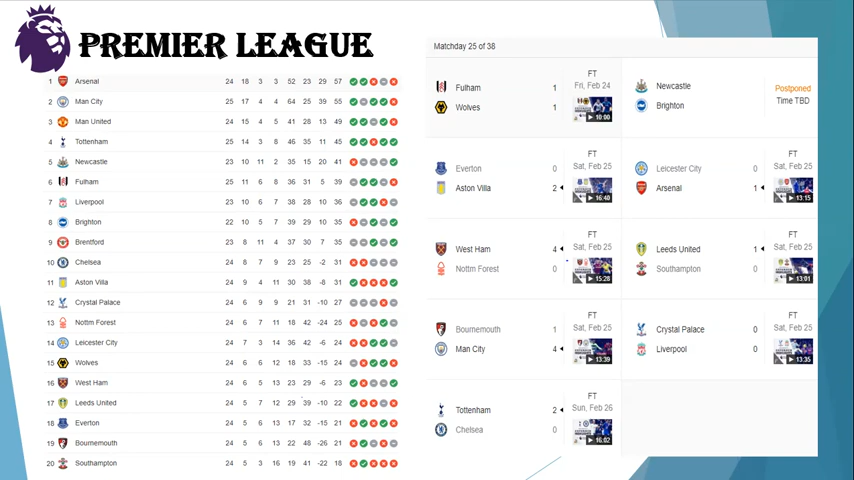 PREMIER LEAGUE
1 Arsenal 24 18 3 3 52 23 29 57
2 Man City 25 17 4 4 64 25 39 55
3 Man United 24 15 4 5 41 28 13 49
4 Tottenham 25 14 3 8 46 35 11 45
5 Newcastle 23 10 11 2 35 15 20 41
6 Fulham 25 11 6 8 36 31 5 39
7 Liverpool 23 10 6 7 38 28 10 36
8 Brighton 22 10 5 7 39 29 10 35
9 Brentford 23 8 11 4 37 30 7 35
10 Chelsea 24 8 7 9 23 25 -2 31
11 Aston Villa 24 9 4 11 30 38 -8 31
12 Crystal Palace 24 6 9 9 21 31 -10 27
13 Nottm Forest 24 6 7 11 18 42 -24 25
14 Leicester City 24 7 3 14 36 42 -6 24
15 Wolves 24 6 6 12 18 33 -15 24
16 West Ham 24 6 5 13 23 29 -6 23
17 Leeds United 24 5 7 12 29 39 -10 22
18 Everton 24 5 6 13 17 32 -15 21
19 Bournemouth 24 5 6 13 22 48 -26 21
20 Southampton 24 5 3 16 19 41 -22 18
Matchday 25 of 38
FT
Fulham 1 Fri, Feb 24
Wolves 1 10:00
Newcastle Postponed
Brighton Time TBD
FT
Everton 0 Sat, Feb 25
Aston Villa 2 16:40
FT
Leicester City 0 Sat, Feb 25
Arsenal 1 13:15
FT
West Ham 4 Sat, Feb 25
Nottm Forest 0 15:28
FT
Leeds United 1 Sat, Feb 25
Southampton 0 13:01
FT
Bournemouth 1 Sat, Feb 25
Man City 4 13:39
FT
Crystal Palace 0 Sat, Feb 25
Liverpool 0 13:35
FT
Tottenham 2 Sun, Feb 26
Chelsea 0 16:02